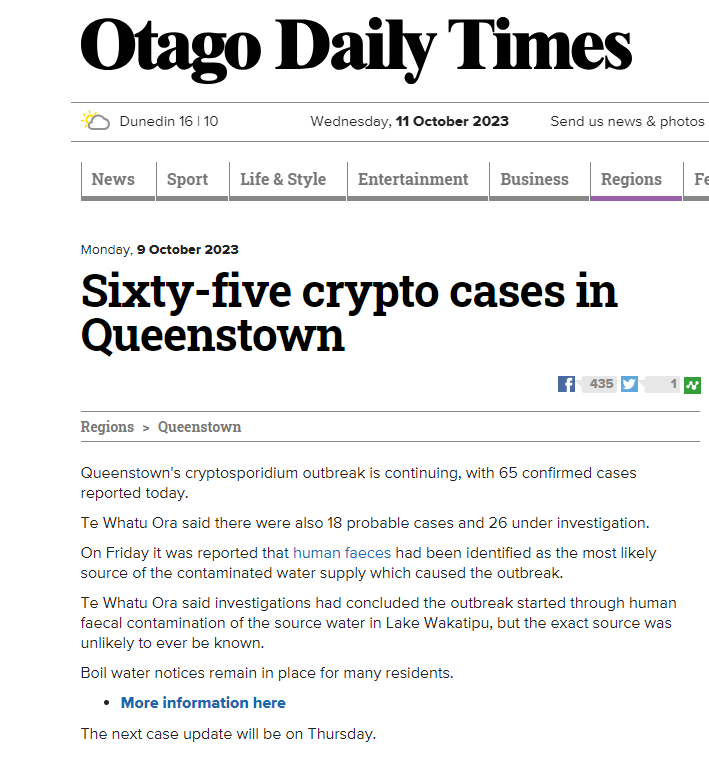 Otago Daily Times
Dunedin 16 | 10 Wednesday, 11 October 2023 Send us news & photos
News Sport Life & Style Entertainment Business Regions Fe
Monday, 9 October 2023
Sixty-five crypto cases in
Queenstown
435 1
Regions > Queenstown
Queenstown's cryptosporidium outbreak is continuing, with 65 confirmed cases
reported today.
Te Whatu Ora said there were also 18 probable cases and 26 under investigation.
On Friday it was reported that human faeces had been identified as the most likely
source of the contaminated water supply which caused the outbreak.
Te Whatu Ora said investigations had concluded the outbreak started through human
faecal contamination of the source water in Lake Wakatipu, but the exact source was
unlikely to ever be known.
Boil water notices remain in place for many residents.
• More information here
The next case update will be on Thursday.